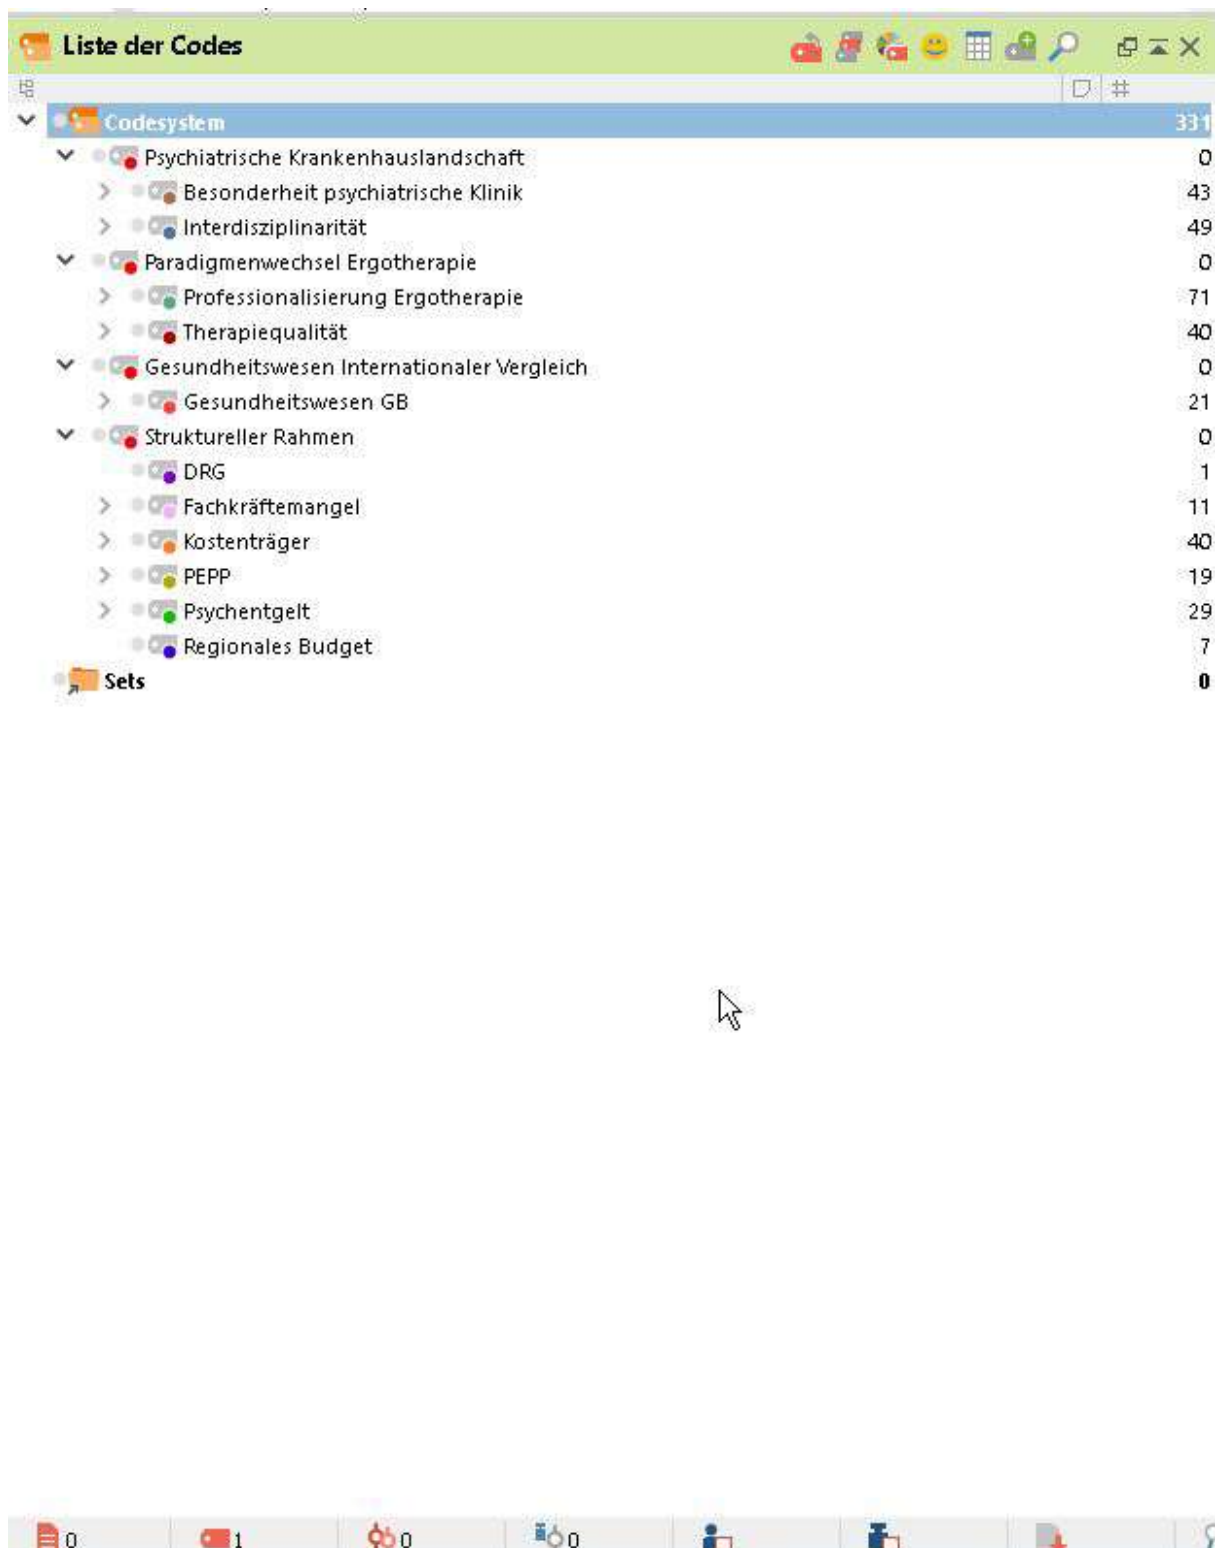 Liste der Codes
#
Codesystem 331
Psychiatrische Krankenhauslandschaft 0
Besonderheit psychiatrische Klinik 43
Interdisziplinarität 49
Paradigmenwechsel Ergotherapie 0
Professionalisierung Ergotherapie 71
Therapiequalität 40
Gesundheitswesen Internationaler Vergleich 0
Gesundheitswesen GB 21
Struktureller Rahmen 0
DRG 1
Fachkräftemangel 11
Kostenträger 40
PEPP 19
Psychentgelt 29
Regionales Budget 7
Sets 0
0 1 0 0